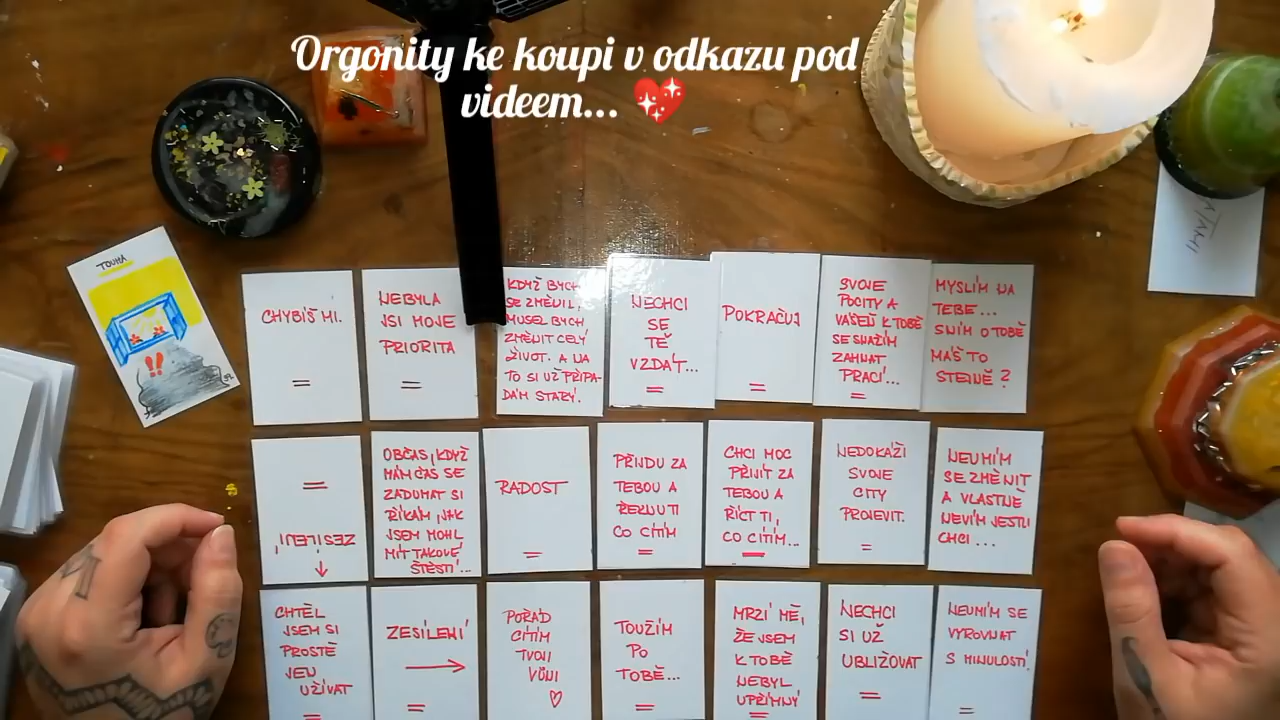 Orgonity ke koupi v odkazu pod
videem...
TOUHA
CHYBÍŠ MI.
NEBYLA
JSI MOJE
PRIORITA
KDYŽ BYCH
SE ZMĚNIL,
MUSEL BYCH
ZMĚNIT CELÝ
ŽIVOT. A NA
TO SI UŽ PŘIPA-
DÁM STARÝ.
NECHCI
SE
TĚ
VZDÁT...
POKRAČUJ
SVOJE
POCITY A
VÁŠEŇ K TOBĚ
SE SNAŽÍM
ZAHNAT
PRACÍ...
MYSLÍM NA
TEBE...
SNÍM O TOBĚ
MÁŠ TO
STEJNĚ?
ZESÍLENÍ,
OBČAS, KDYŽ
MÁM ČAS SE
ZADUMAT SI
ŘÍKÁM, JAK
JSEM MOHL
MÍT TAKOVÉ
ŠTĚSTÍ...
RADOST
PŘIJDU ZA
TEBOU A
ŘEKNU TI
CO CÍTÍM
CHCI MOC
PŘIJÍT ZA
TEBOU A
ŘÍCT TI,
CO CÍTÍM...
NEDOKÁŽI
SVOJE
CITY
PROJEVIT.
NEUMÍM
SE ZMĚNIT
A VLASTNĚ
NEVÍM JESTLI
CHCI...
CHTĚL
JSEM SI
PROSTĚ
JEN
UŽÍVAT
ZESÍLENÍ
POŘÁD
CÍTÍM
TVOJI
VŮNI
TOUŽÍM
PO
TOBĚ...
MRZÍ MĚ,
ŽE JSEM
K TOBĚ
NEBYL
UPŘÍMNÝ
NECHCI
SI UŽ
UBLIŽOVAT
NEUMÍM SE
VYROVNAT
S MINULOSTÍ.